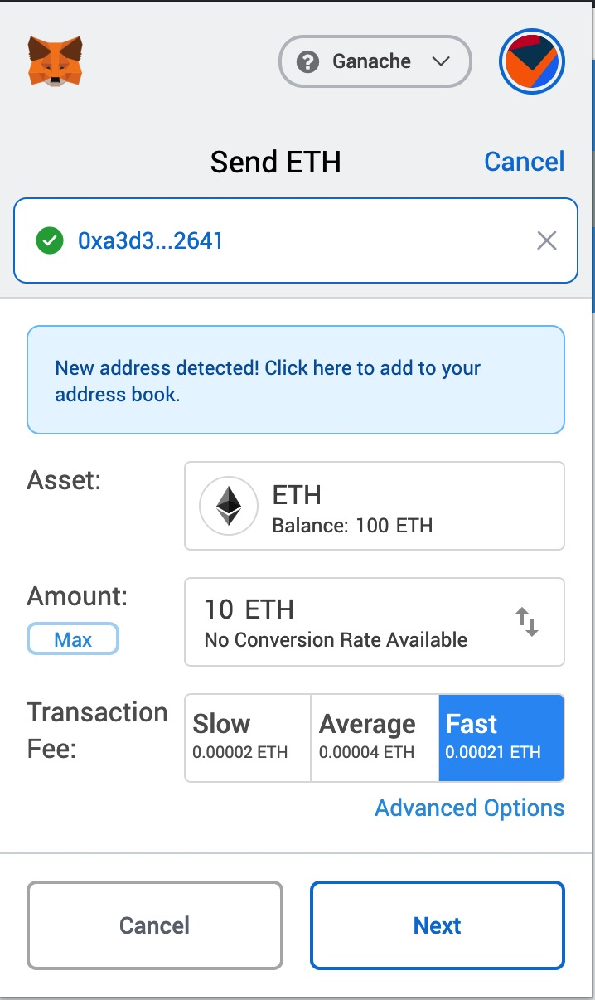 Ganache
Send ETH
Cancel
0xa3d3...2641
New address detected! Click here to add to your
address book.
Asset:
ETH
Balance: 100 ETH
Amount:
Max
10 ETH
No Conversion Rate Available
Transaction
Fee:
Slow
0.00002 ETH
Average
0.00004 ETH
Fast
0.00021 ETH
Advanced Options
Cancel
Next